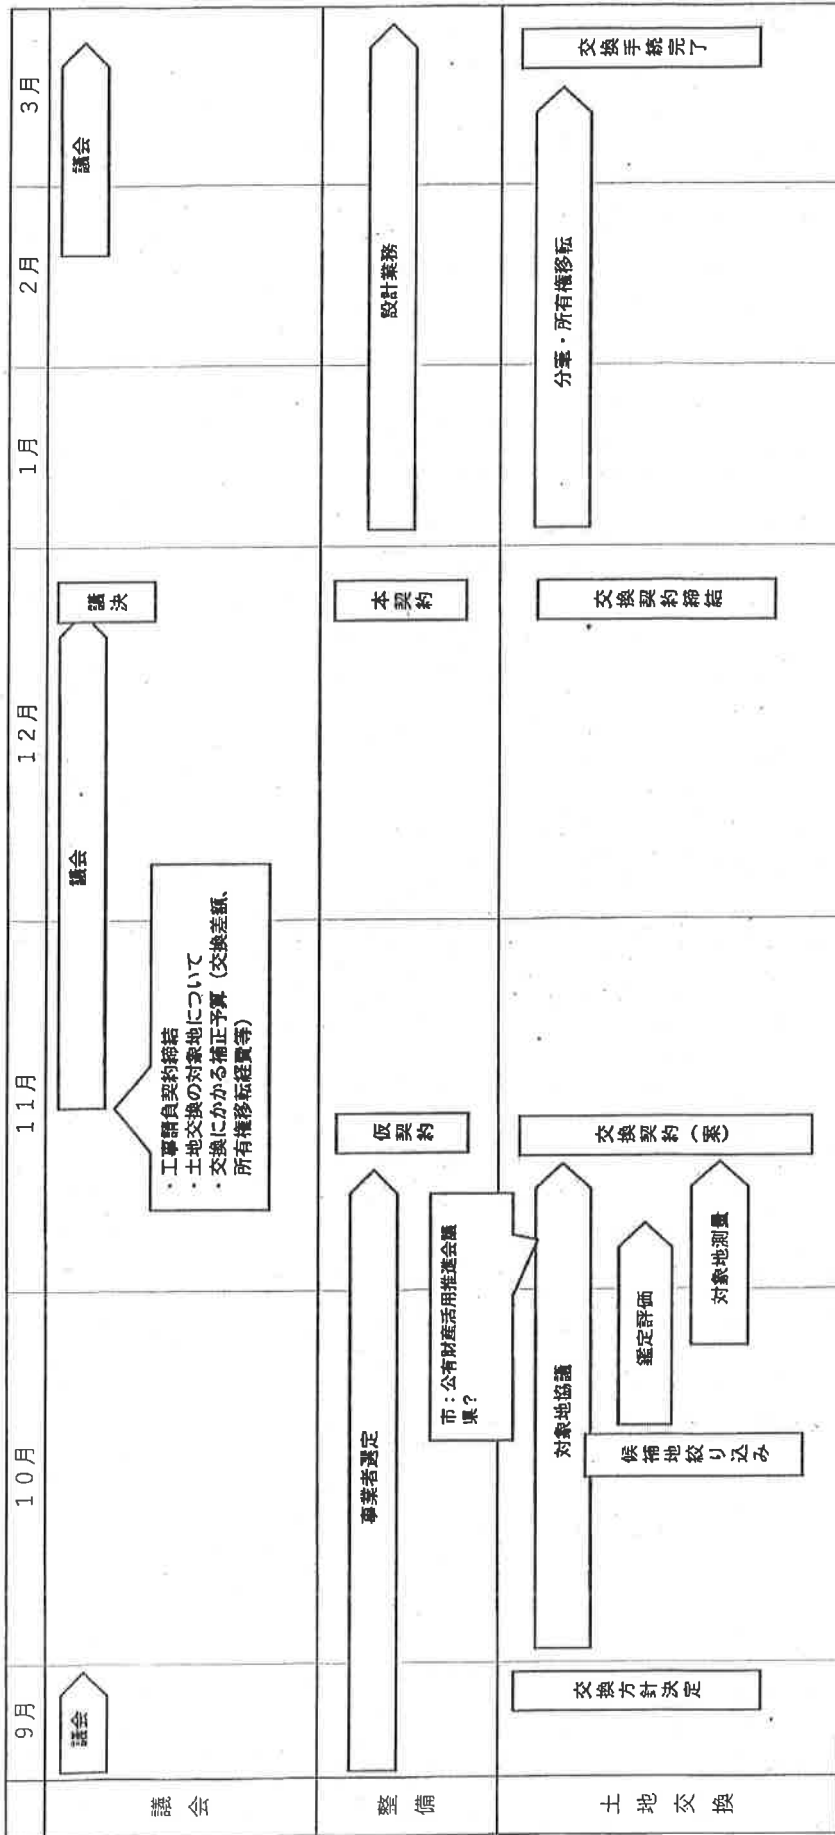 9月
10月
11月
12月
1月
2月
3月
議会
議会
議会
議決
議会
・工事請負契約締結
・土地交換の対象地について
・交換にかかる補正予算（交換差額、
所有権移転経費等）
整備
事業者選定
仮契約
本契約
設計業務
土地交換
交換方針決定
対象地協議
市：公有財産活用推進会議
県？
候補地絞り込み
鑑定評価
対象地測量
交換契約（案）
交換契約締結
分筆・所有権移転
交換手続完了